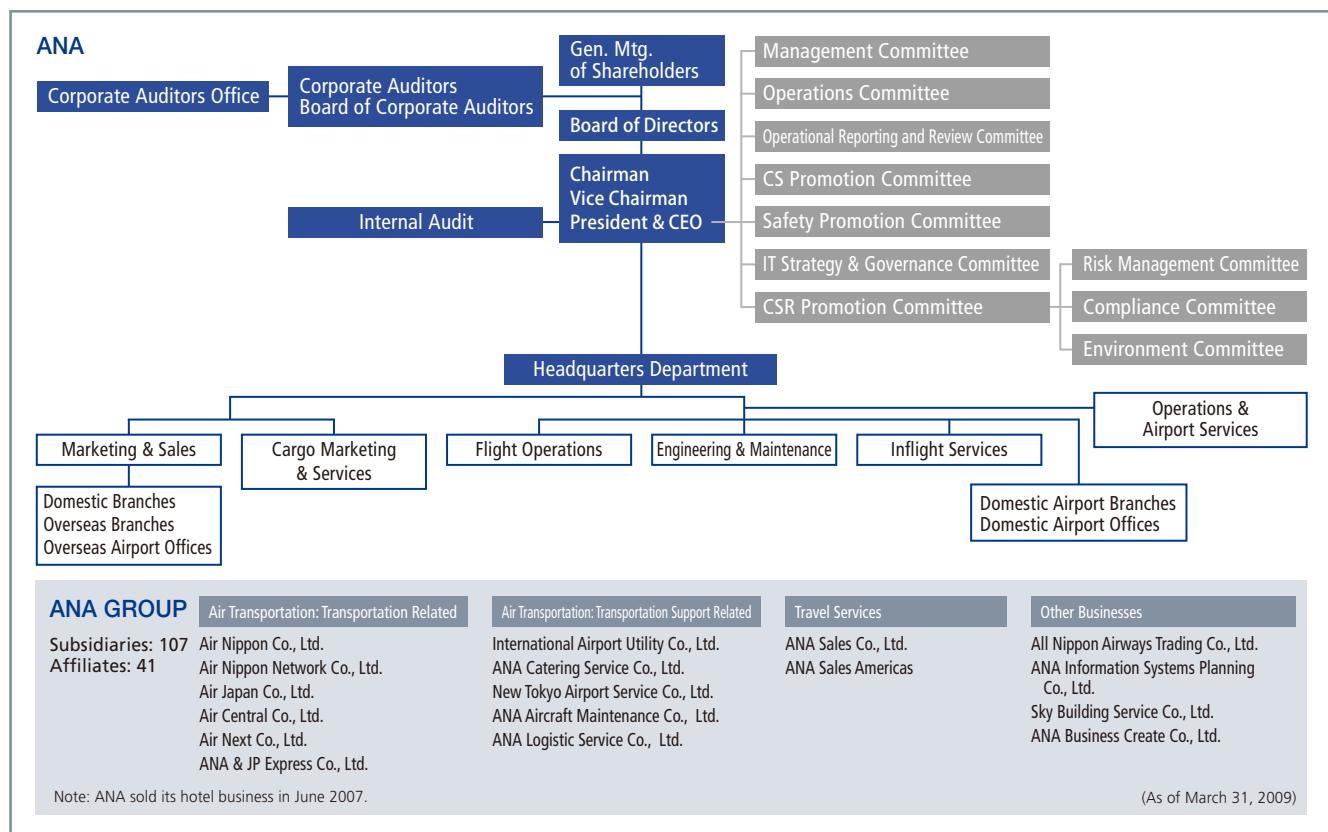 ANA
Corporate Auditors Office
Corporate Auditors
Board of Corporate Auditors
Gen. Mtg.
of Shareholders
Board of Directors
Chairman
Vice Chairman
President & CEO
Internal Audit
Management Committee
Operations Committee
Operational Reporting and Review Committee
CS Promotion Committee
Safety Promotion Committee
IT Strategy & Governance Committee
CSR Promotion Committee
Risk Management Committee
Compliance Committee
Environment Committee
Headquarters Department
Marketing & Sales
Cargo Marketing
& Services
Flight Operations
Engineering & Maintenance
Inflight Services
Operations &
Airport Services
Domestic Branches
Overseas Branches
Overseas Airport Offices
Domestic Airport Branches
Domestic Airport Offices
ANA GROUP
Subsidiaries: 107
Affiliates: 41
Air Transportation: Transportation Related
Air Nippon Co., Ltd.
Air Nippon Network Co., Ltd.
Air Japan Co., Ltd.
Air Central Co., Ltd.
Air Next Co., Ltd.
ANA & JP Express Co., Ltd.
Air Transportation: Transportation Support Related
International Airport Utility Co., Ltd.
ANA Catering Service Co., Ltd.
New Tokyo Airport Service Co., Ltd.
ANA Aircraft Maintenance Co., Ltd.
ANA Logistic Service Co., Ltd.
Travel Services
ANA Sales Co., Ltd.
ANA Sales Americas
Other Businesses
All Nippon Airways Trading Co., Ltd.
ANA Information Systems Planning
Co., Ltd.
Sky Building Service Co., Ltd.
ANA Business Create Co., Ltd.
Note: ANA sold its hotel business in June 2007.
(As of March 31, 2009)